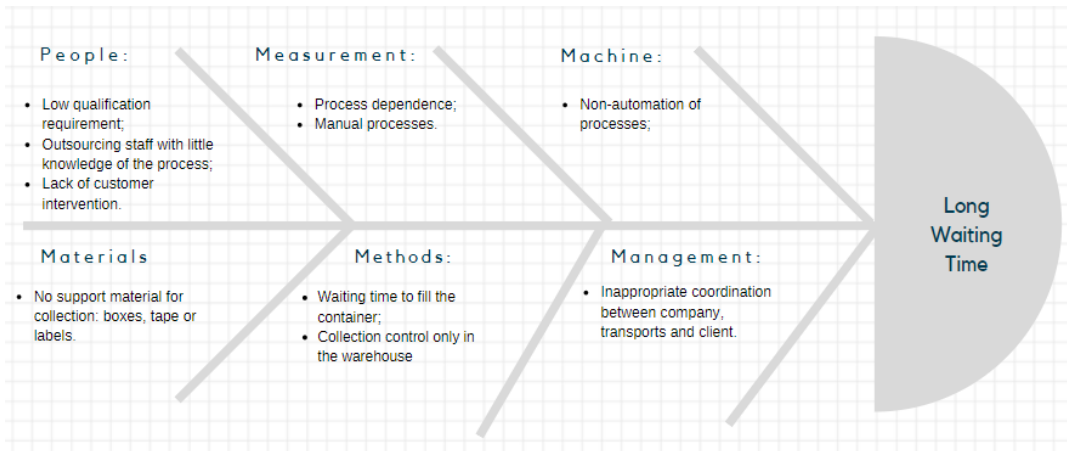 People:
• Low qualification
requirement;
• Outsourcing staff with little
knowledge of the process;
• Lack of customer
intervention.
Measurement:
• Process dependence;
• Manual processes.
Machine:
• Non-automation of
processes;
Materials
• No support material for
collection: boxes, tape or
labels.
Methods:
• Waiting time to fill the
container;
• Collection control only in
the warehouse
Management:
• Inappropriate coordination
between company,
transports and client.
Long
Waiting
Time